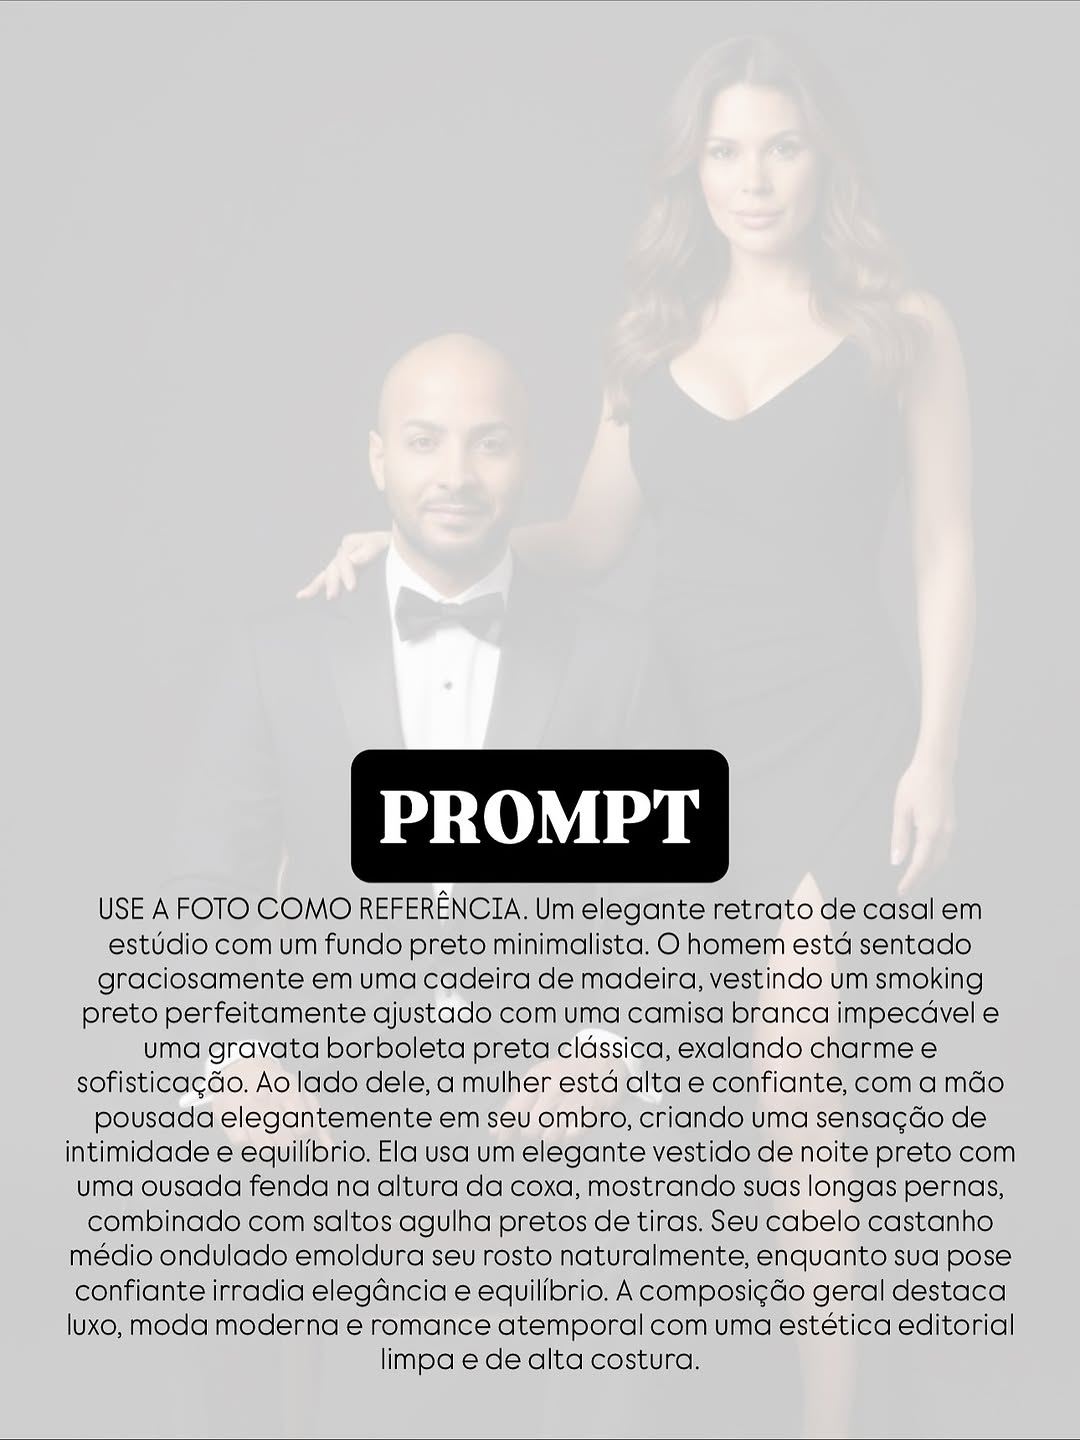 PROMPT
USE A FOTO COMO REFERÊNCIA. Um elegante retrato de casal em
estúdio com um fundo preto minimalista. O homem está sentado
graciosamente em uma cadeira de madeira, vestindo um smoking
preto perfeitamente ajustado com uma camisa branca impecável e
uma gravata borboleta preta clássica, exalando charme e
sofisticação. Ao lado dele, a mulher está alta e confiante, com a mão
pousada elegantemente em seu ombro, criando uma sensação de
intimidade e equilíbrio. Ela usa um elegante vestido de noite preto com
uma ousada fenda na altura da coxa, mostrando suas longas pernas,
combinado com saltos agulha pretos de tiras. Seu cabelo castanho
médio ondulado emoldura seu rosto naturalmente, enquanto sua pose
confiante irradia elegância e equilíbrio. A composição geral destaca
luxo, moda moderna e romance atemporal com uma estética editorial
limpa e de alta costura.